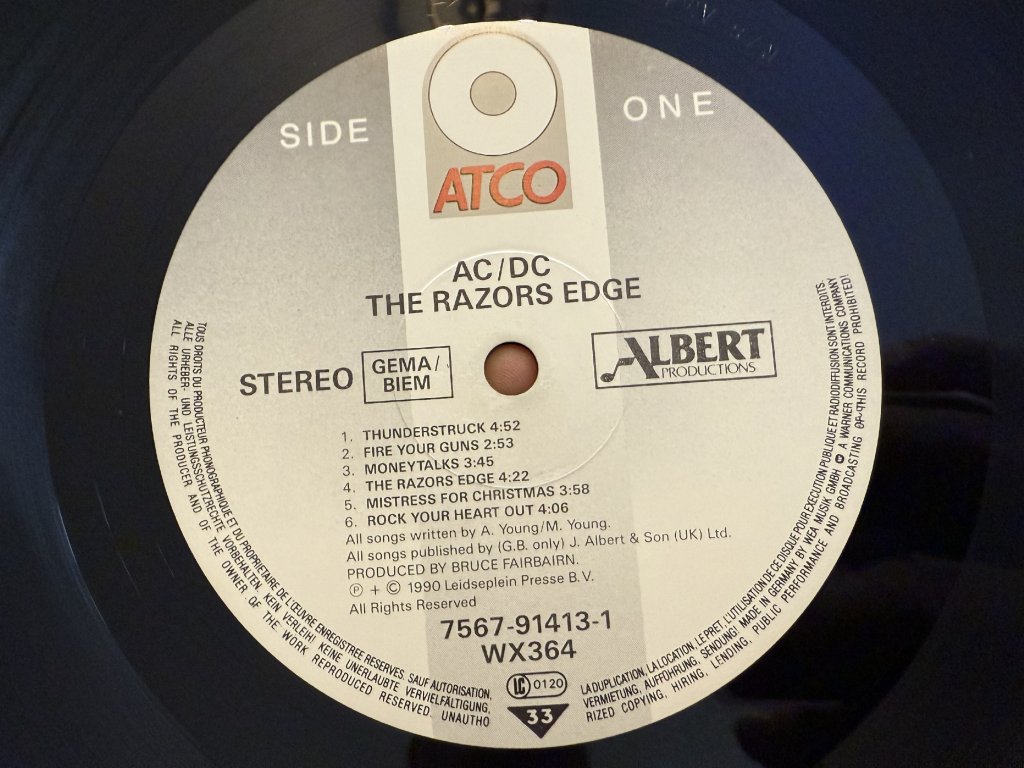 SIDE ONE
ATCO
AC/DC
THE RAZORS EDGE
STEREO
GEMA/
BIEM
ALBERT
PRODUCTIONS
1. THUNDERSTRUCK 4:52
2. FIRE YOUR GUNS 2:53
3. MONEYTALKS 3:45
4. THE RAZORS EDGE 4:22
5. MISTRESS FOR CHRISTMAS 3:58
6. ROCK YOUR HEART OUT 4:06
All songs written by A. Young/M. Young.
All songs published by (G.B. only) J. Albert & Son (UK) Ltd.
PRODUCED BY BRUCE FAIRBAIRN.
℗ + © 1990 Leidseplein Presse B.V.
All Rights Reserved
7567-91413-1
WX364
LC 0120
33
TOUS DROITS DU PRODUCTEUR PHONOGRAPHIQUE ET DU PROPRIETAIRE DE L'ŒUVRE ENREGISTREE RESERVES. SAUF AUTORISATION, LA DUPLICATION, LA LOCATION, LE PRET, L'UTILISATION DE CE DISQUE POUR EXECUTION PUBLIQUE ET RADIODIFFUSION SONT INTERDITS.
ALLE URHEBER- UND LEISTUNGSSCHUTZRECHTE VORBEHALTEN. KEIN VERLEIH! KEINE UNERLAUBTE VERVIELFÄLTIGUNG, VERMIETUNG, AUFFÜHRUNG, SENDUNG! MADE IN GERMANY BY WEA MUSIK GMBH A WARNER COMMUNICATIONS COMPANY
ALL RIGHTS OF THE PRODUCER AND OF THE OWNER OF THE WORK REPRODUCED RESERVED. UNAUTHORIZED COPYING, HIRING, LENDING, PUBLIC PERFORMANCE AND BROADCASTING OF THIS RECORD PROHIBITED!